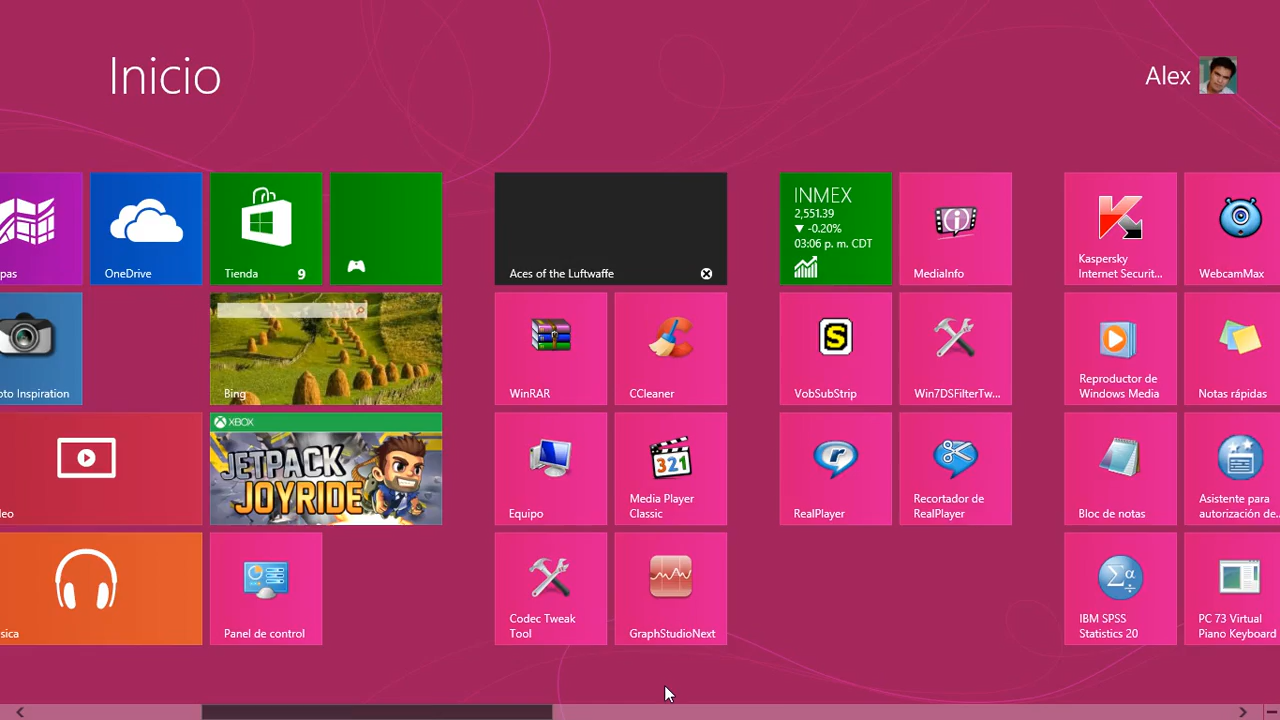 Inicio
Alex
pas
OneDrive
Tienda
9
Aces of the Luftwaffe
INMEX
2,551.39
▼ -0.20%
03:06 p. m. CDT
MediaInfo
Kaspersky
Internet Securit...
WebcamMax
oto Inspiration
Bing
WinRAR
CCleaner
S
VobSubStrip
Win7DSFilterTw...
Reproductor de
Windows Media
Notas rápidas
eo
XBOX
JETPACK
JOYRIDE
Equipo
321
Media Player
Classic
r
RealPlayer
Recortador de
RealPlayer
Bloc de notas
Asistente para
autorización de...
sica
Panel de control
Codec Tweak
Tool
GraphStudioNext
Σα
IBM SPSS
Statistics 20
PC 73 Virtual
Piano Keyboard